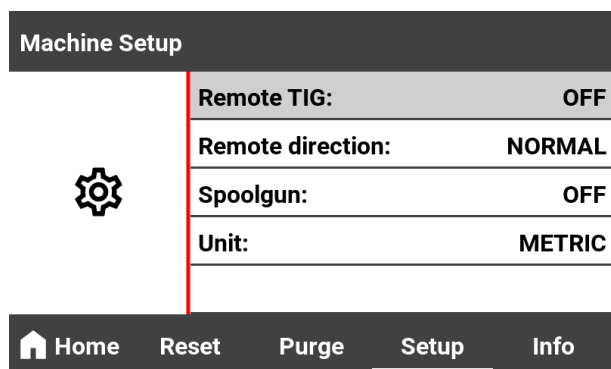 Machine Setup
Remote TIG: OFF
Remote direction: NORMAL
Spoolgun: OFF
Unit: METRIC
Home Reset Purge Setup Info